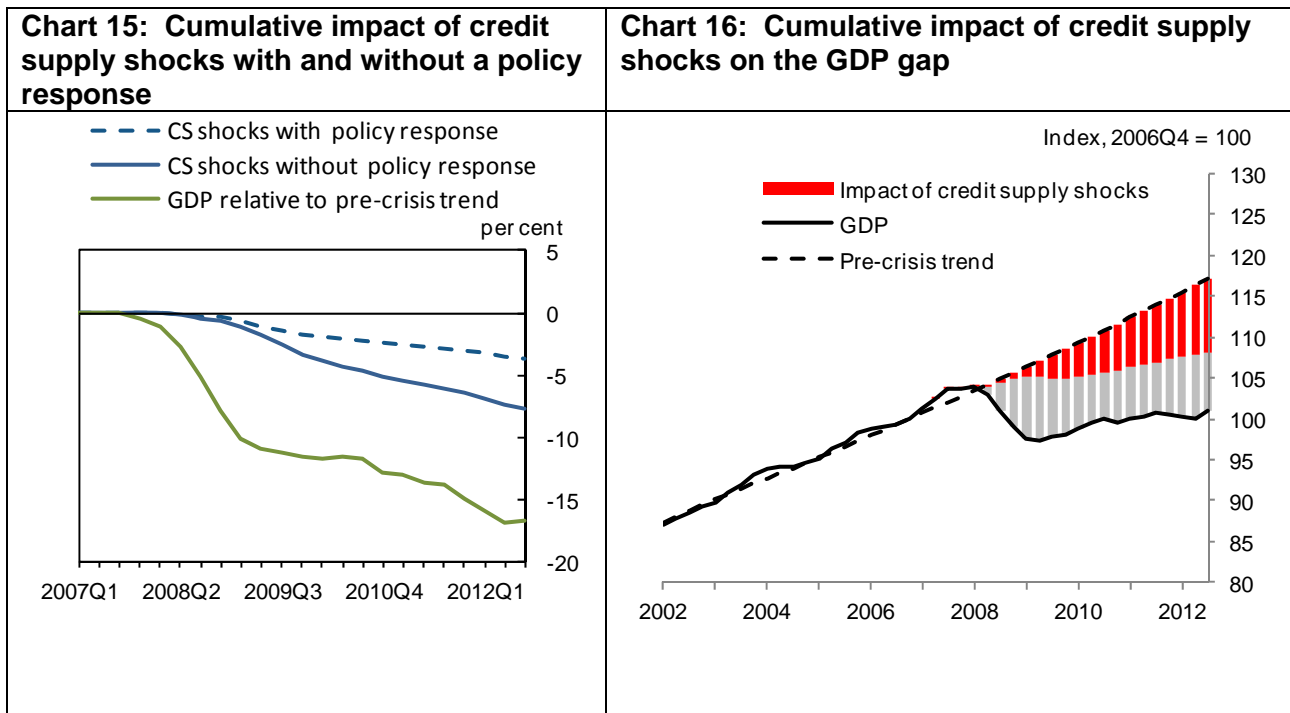 Chart 15: Cumulative impact of credit
supply shocks with and without a policy
response
CS shocks with policy response
CS shocks without policy response
GDP relative to pre-crisis trend
per cent
5
0
-5
-10
-15
-20
2007Q1 2008Q2 2009Q3 2010Q4 2012Q1
Chart 16: Cumulative impact of credit supply
shocks on the GDP gap
Index, 2006Q4 = 100
Impact of credit supply shocks
GDP
Pre-crisis trend
130
125
120
115
110
105
100
95
90
85
80
2002 2004 2006 2008 2010 2012